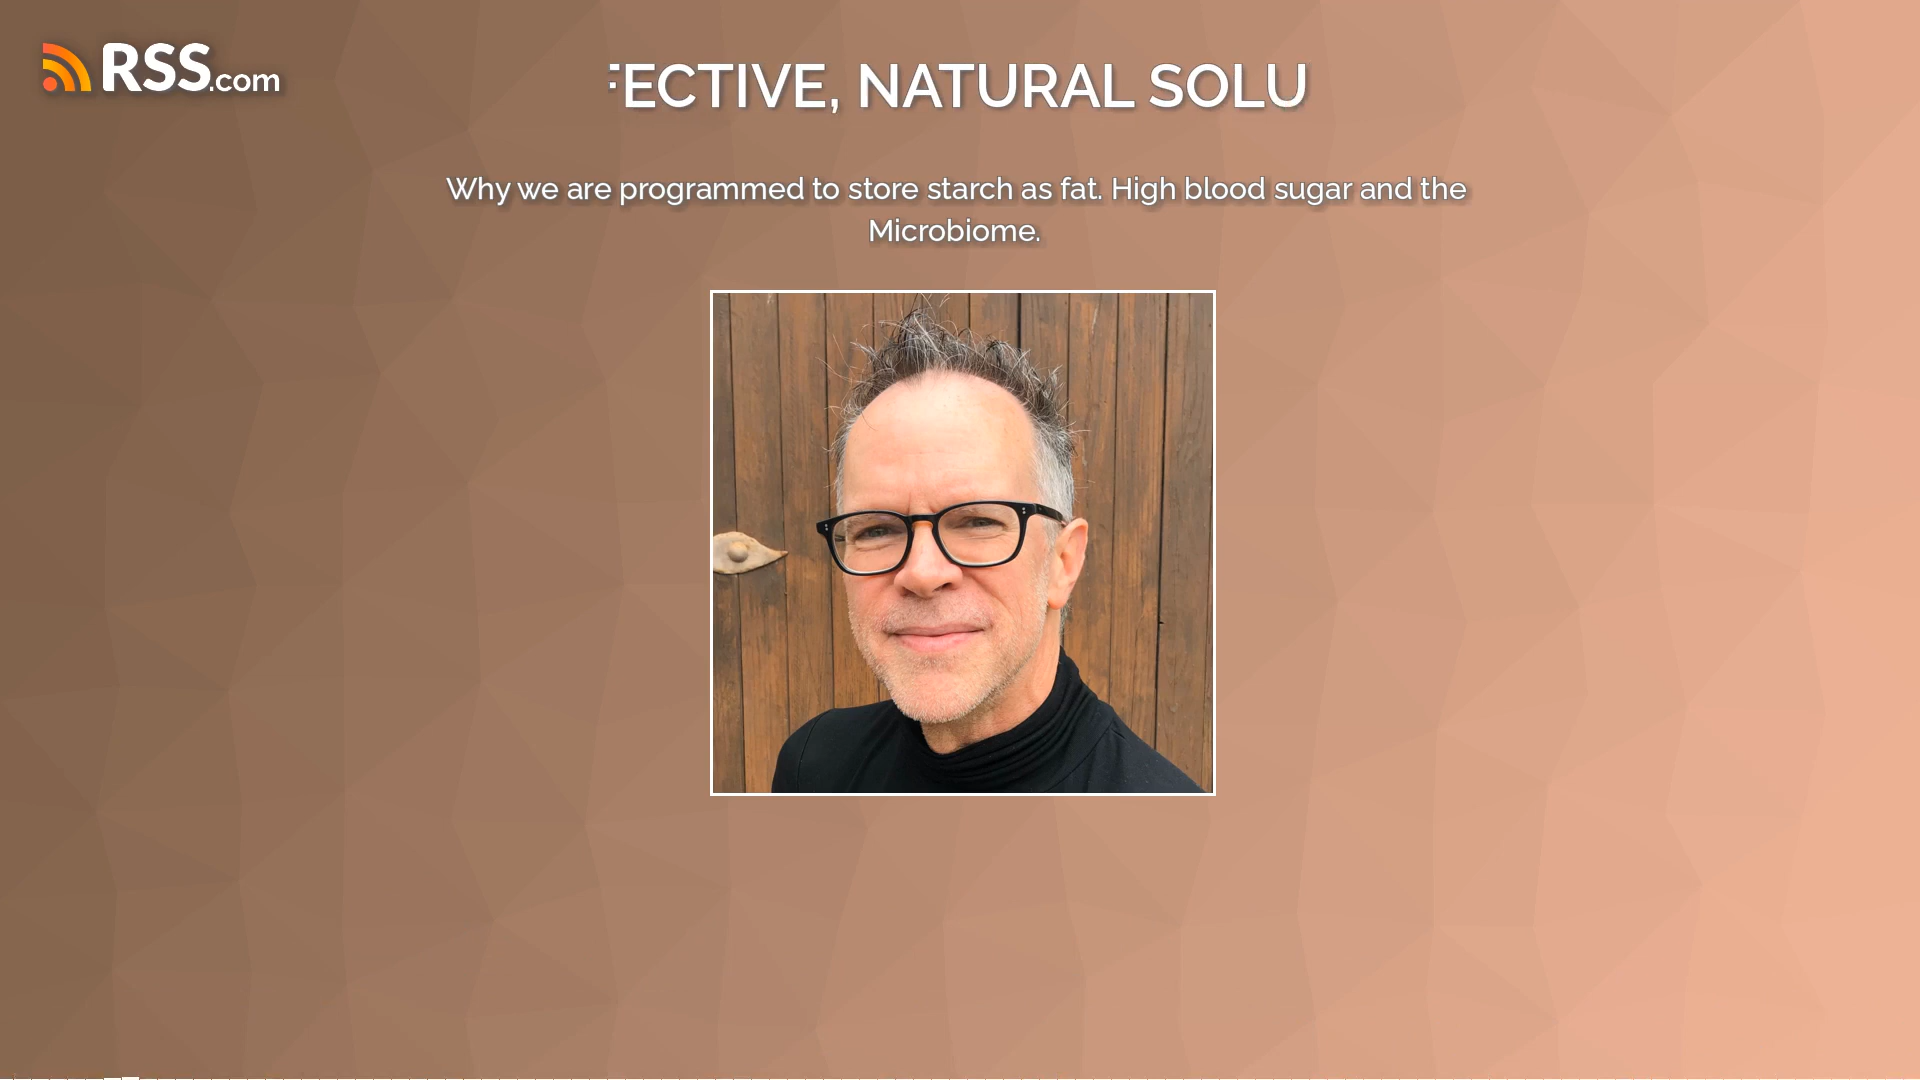 RSS.com
ECTIVE, NATURAL SOLU
Why we are programmed to store starch as fat. High blood sugar and the
Microbiome.